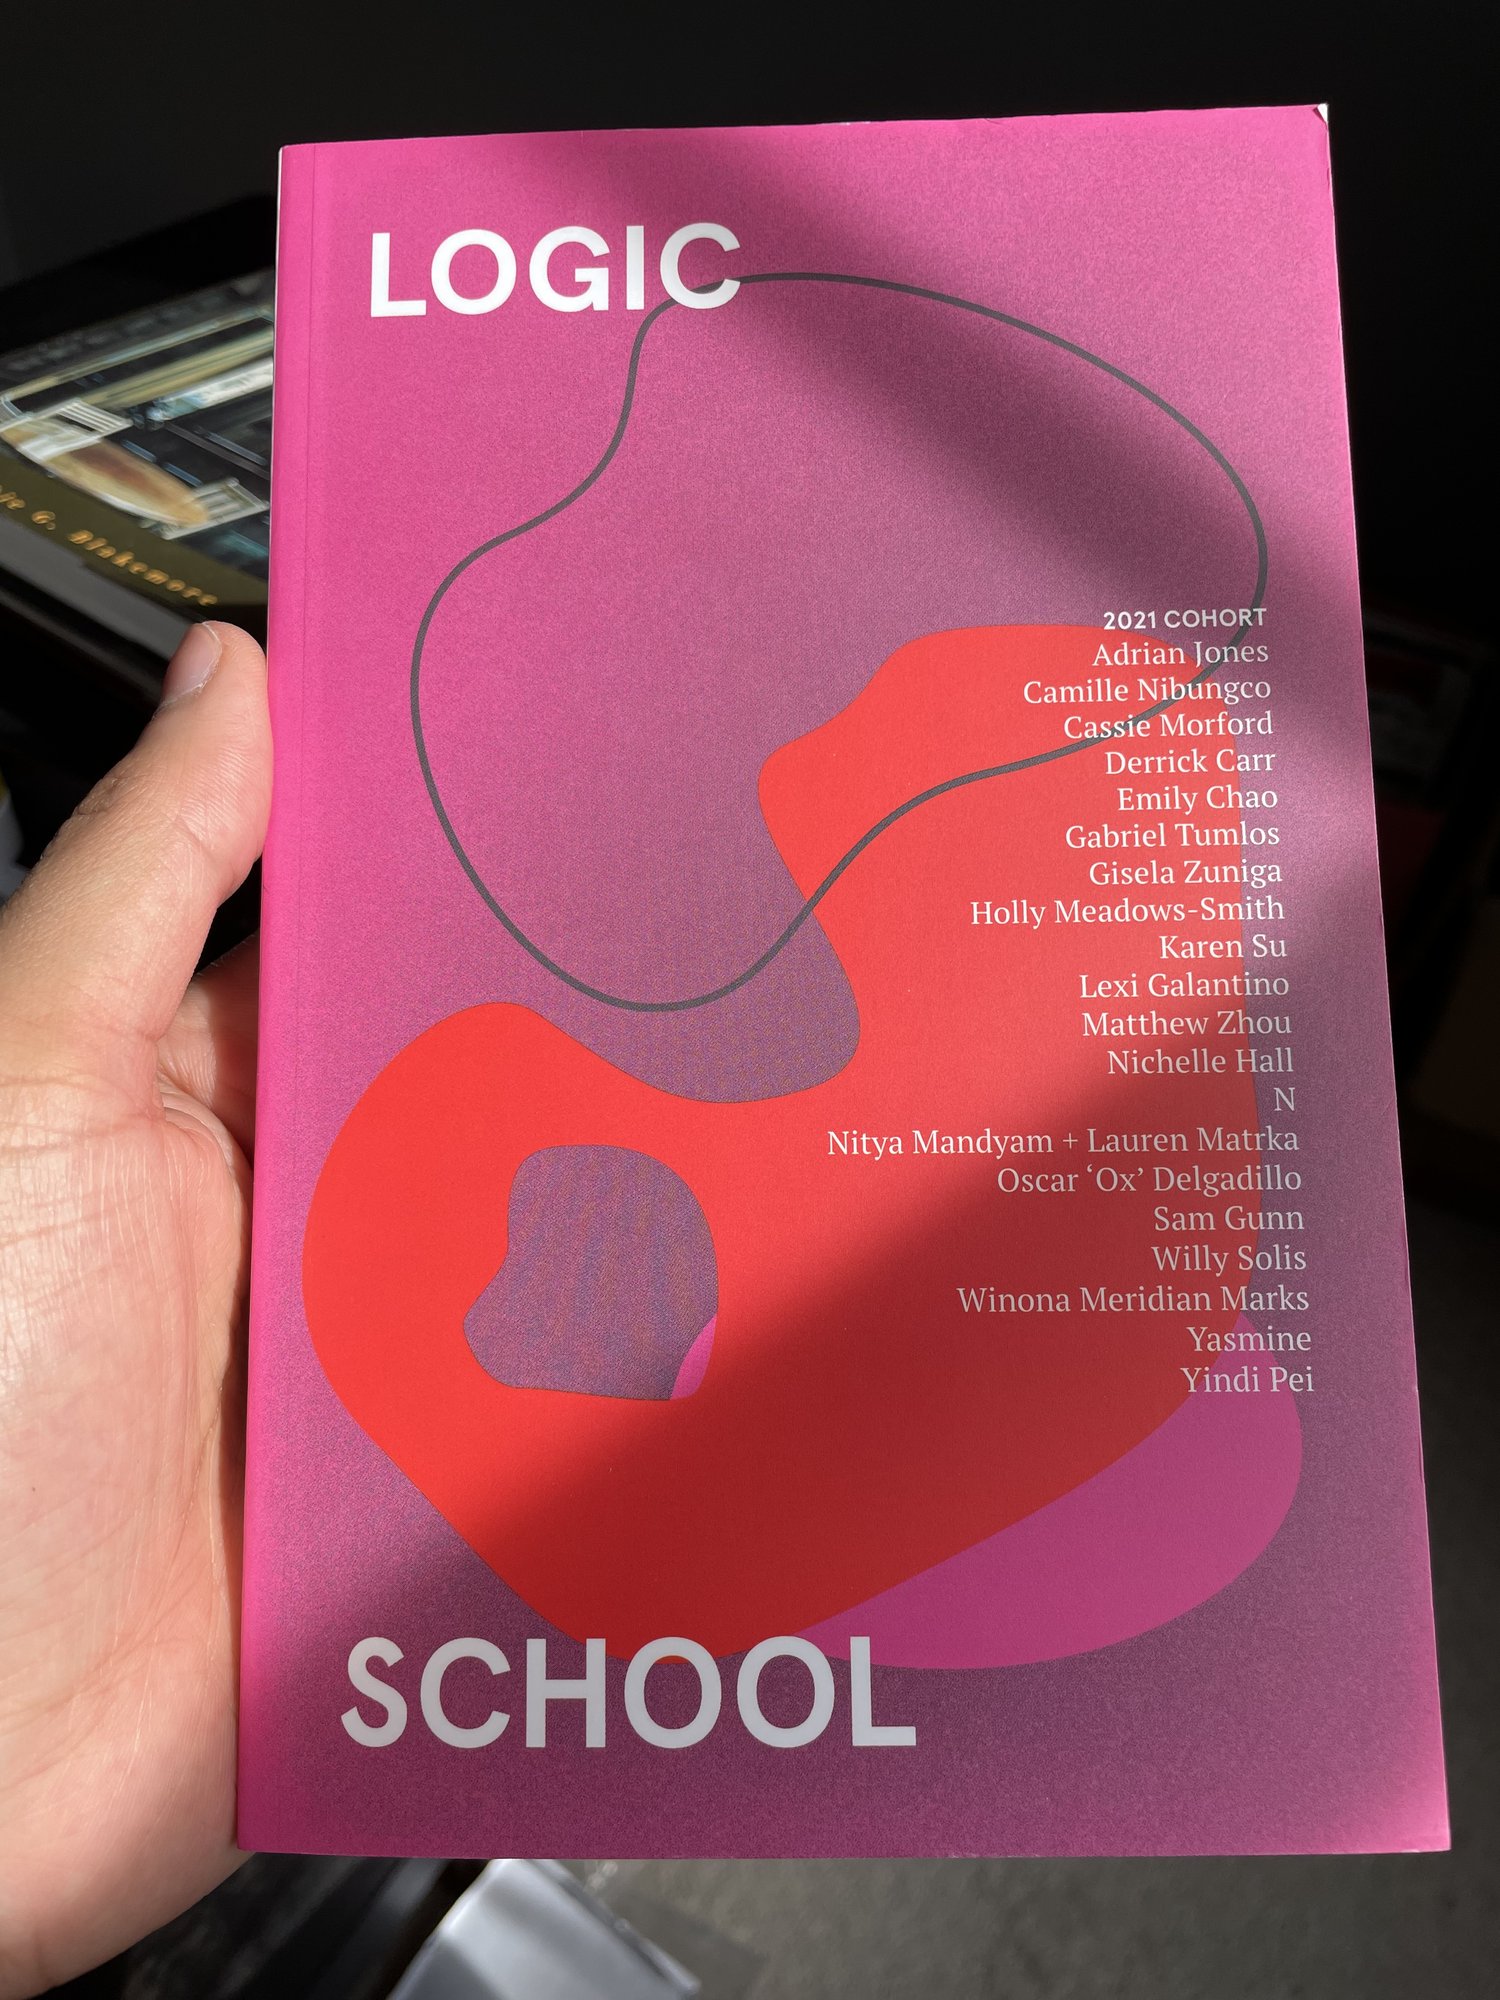 LOGIC
2021 COHORT
Adrian Jones
Camille Nibungco
Cassie Morford
Derrick Carr
Emily Chao
Gabriel Tumlos
Gisela Zuniga
Holly Meadows-Smith
Karen Su
Lexi Galantino
Matthew Zhou
Nichelle Hall
N
Nitya Mandyam + Lauren Matrka
Oscar ‘Ox’ Delgadillo
Sam Gunn
Willy Solis
Winona Meridian Marks
Yasmine
Yindi Pei
SCHOOL
G. Blakemore